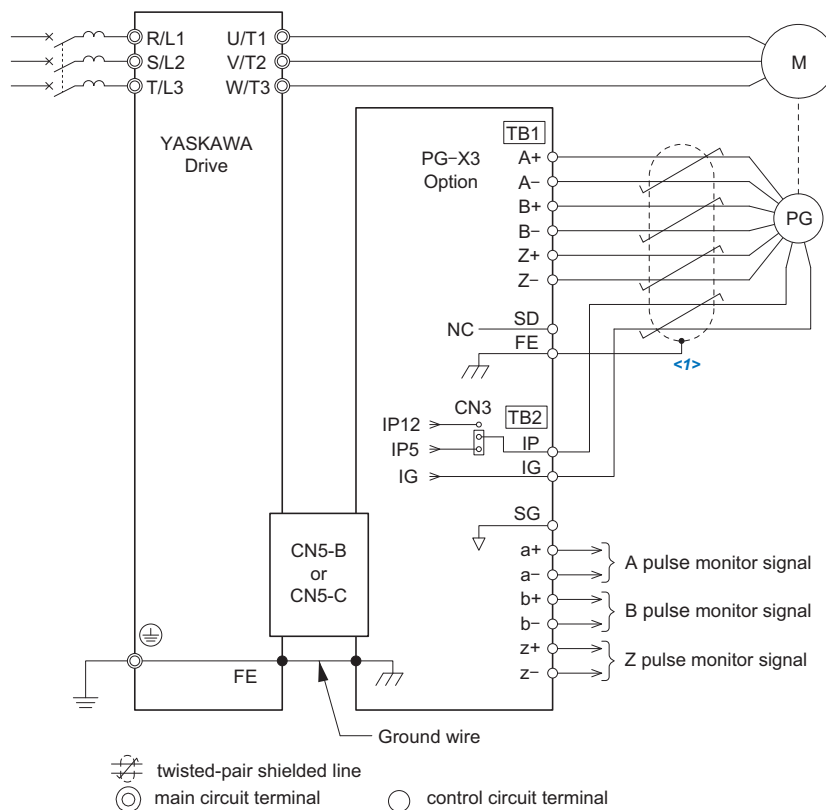 R/L1
U/T1
S/L2
V/T2
T/L3
W/T3
M
YASKAWA
Drive
PG−X3
Option
TB1
A+
A−
B+
B−
Z+
Z−
PG
NC
SD
FE
<1>
CN3
TB2
IP12
IP
IP5
IG
IG
SG
CN5-B
or
CN5-C
a+
a−
A pulse monitor signal
b+
b−
B pulse monitor signal
z+
z−
Z pulse monitor signal
FE
Ground wire
twisted-pair shielded line
main circuit terminal
control circuit terminal